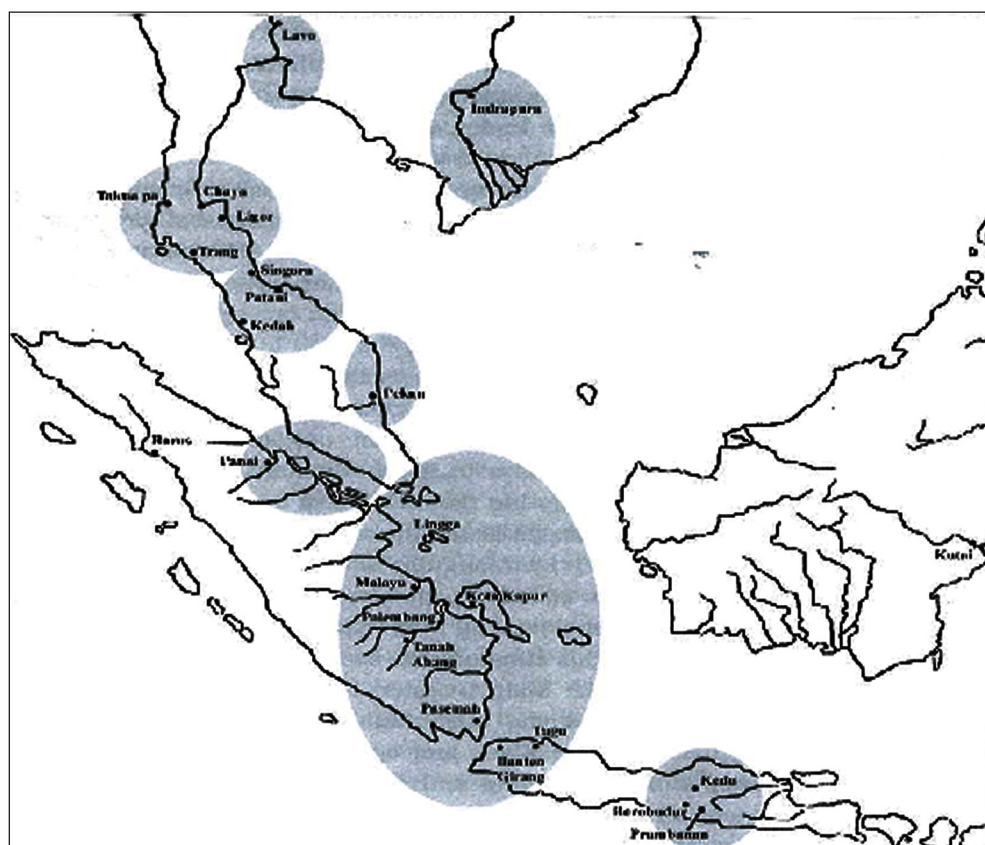 Lavo
Indrapura
Takua pa
Chaya
Ligor
Trang
Singora
Patani
Kedah
Pekan
Barus
Panai
Lingga
Kutai
Malayu
Kota Kapur
Palembang
Tanah
Abang
Pasemah
Tugu
Banten
Girang
Kedu
Borobudur
Prambanan